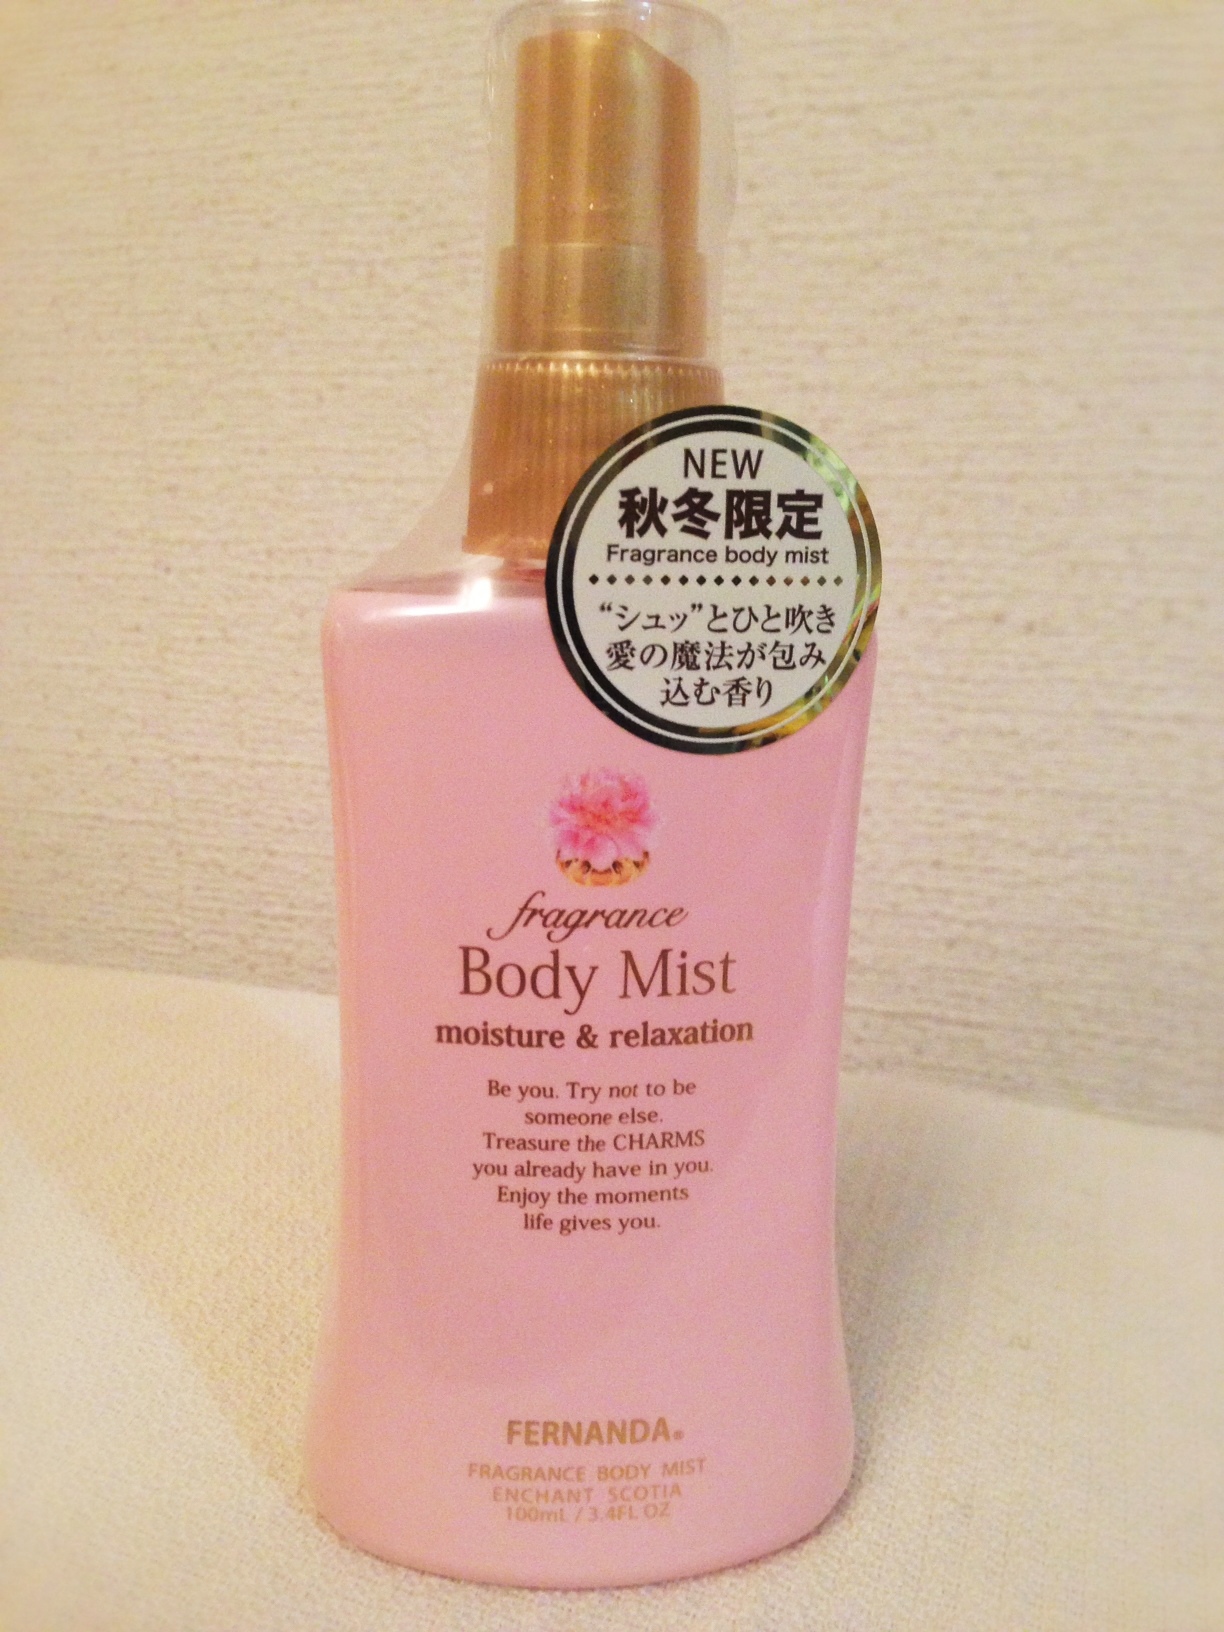 NEW
秋冬限定
Fragrance body mist
“シュッ”とひと吹き
愛の魔法が包み
込む香り
fragrance
Body Mist
moisture & relaxation
Be you. Try not to be
someone else.
Treasure the CHARMS
you already have in you.
Enjoy the moments
life gives you.
FERNANDA®
FRAGRANCE BODY MIST
ENCHANT SCOTIA
100mL / 3.4FL OZ